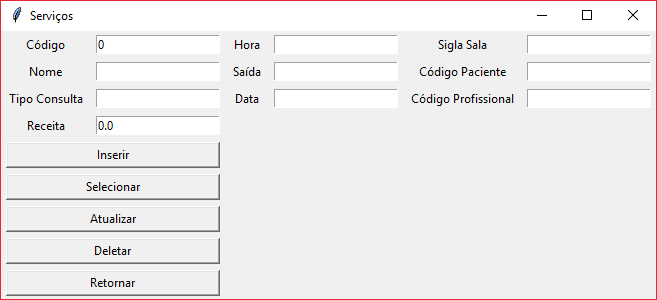 Serviços
Código 0 Hora Sigla Sala
Nome Saída Código Paciente
Tipo Consulta Data Código Profissional
Receita 0.0
Inserir
Selecionar
Atualizar
Deletar
Retornar